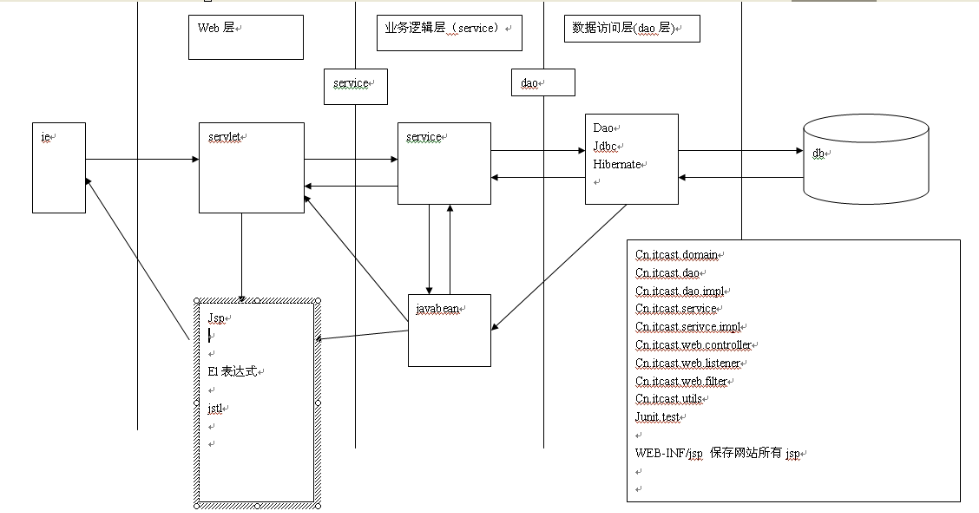 Web 层
业务逻辑层（service）
数据访问层(dao 层)
service
dao
ie
servlet
service
Dao
Jdbc
Hibernate
db
Jsp
El 表达式
jstl
javabean
Cn.itcast.domain
Cn.itcast.dao
Cn.itcast.dao.impl
Cn.itcast.service
Cn.itcast.serivce.impl
Cn.itcast.web.controller
Cn.itcast.web.listener
Cn.itcast.web.filter
Cn.itcast.utils
Junit.test
WEB-INF/jsp 保存网站所有 jsp